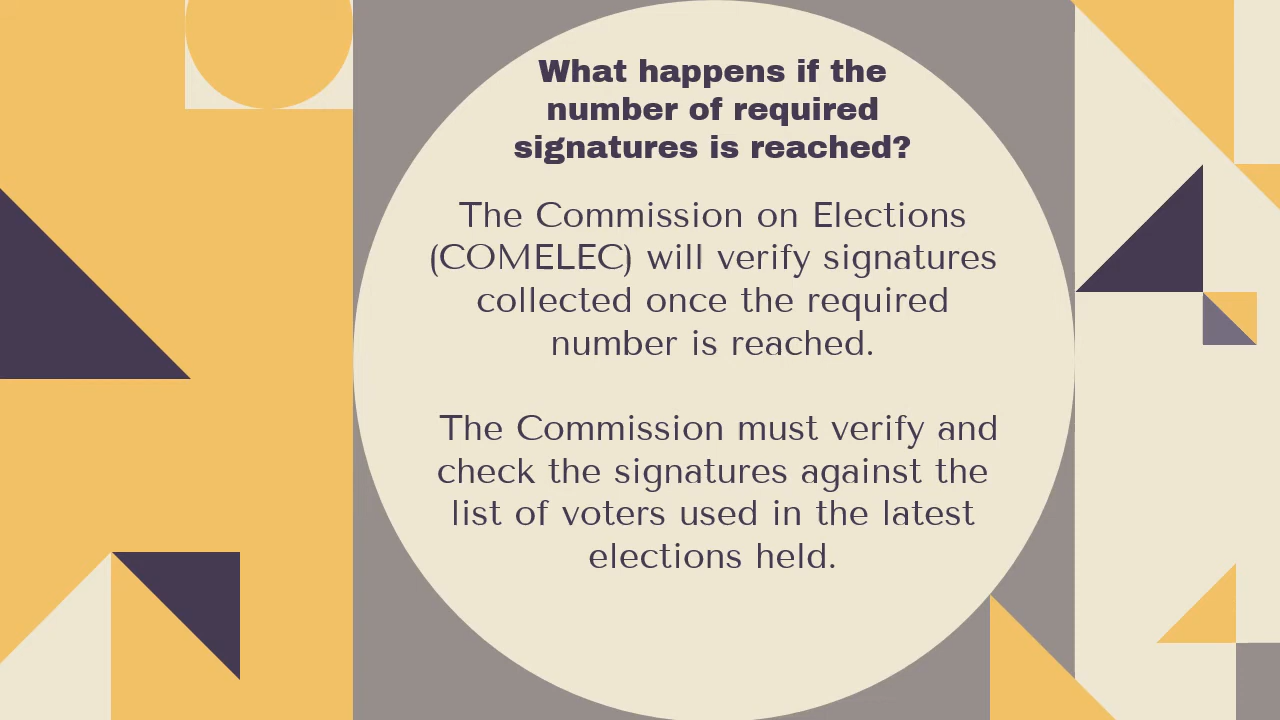 What happens if the
number of required
signatures is reached?
The Commission on Elections
(COMELEC) will verify signatures
collected once the required
number is reached.
The Commission must verify and
check the signatures against the
list of voters used in the latest
elections held.